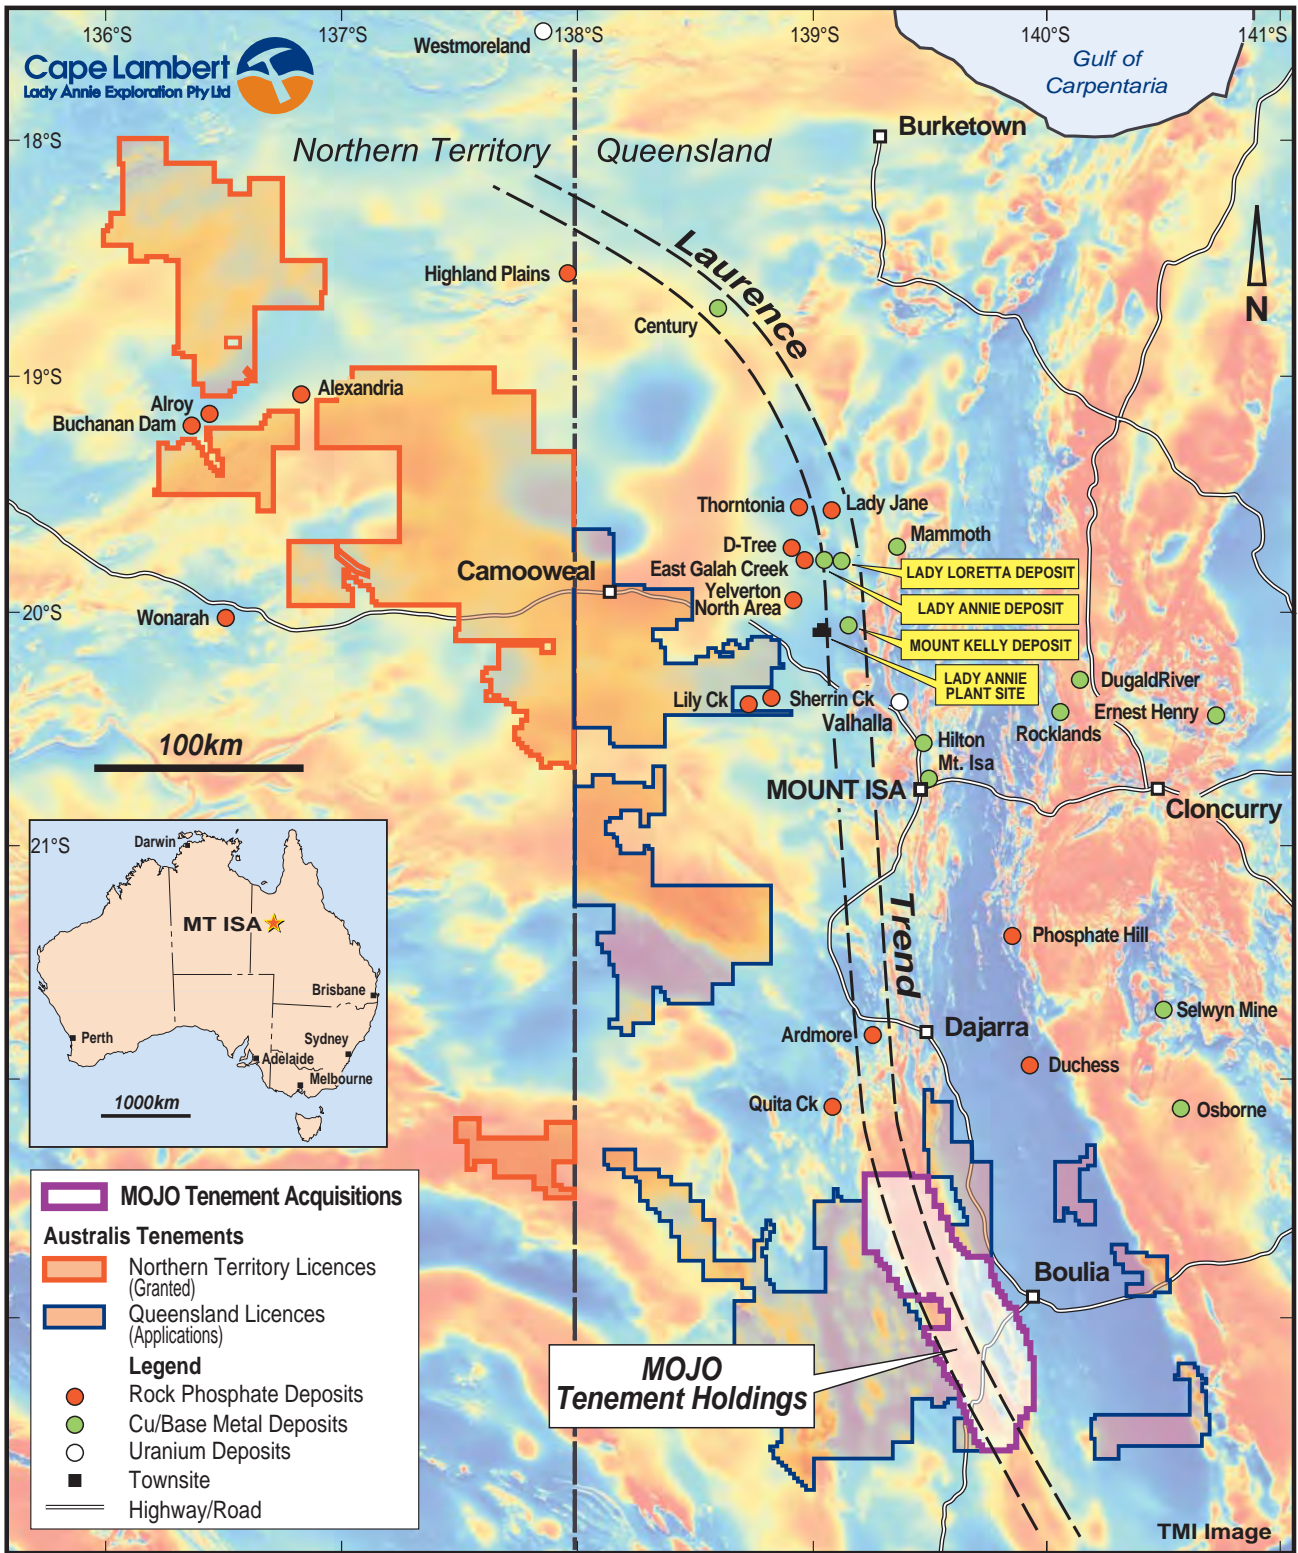 136°S
137°S
138°S
139°S
140°S
141°S
Westmoreland
Cape Lambert
Lady Annie Exploration Pty Ltd
Gulf of
Carpentaria
18°S
Northern Territory
Queensland
Burketown
Laurence
Highland Plains
Century
N
19°S
Alexandria
Alroy
Buchanan Dam
Thorntonia
Lady Jane
Mammoth
D-Tree
East Galah Creek
LADY LORETTA DEPOSIT
Camooweal
Yelverton
North Area
LADY ANNIE DEPOSIT
20°S
Wonarah
MOUNT KELLY DEPOSIT
LADY ANNIE
PLANT SITE
DugaldRiver
Lily Ck
Sherrin Ck
Valhalla
Ernest Henry
Rocklands
100km
Hilton
Mt. Isa
MOUNT ISA
Cloncurry
21°S
Darwin
MT ISA
Brisbane
Perth
Sydney
Adelaide
Melbourne
1000km
Trend
Phosphate Hill
Selwyn Mine
Ardmore
Dajarra
Duchess
Quita Ck
Osborne
MOJO Tenement Acquisitions
Australis Tenements
Northern Territory Licences
(Granted)
Queensland Licences
(Applications)
Legend
Rock Phosphate Deposits
Cu/Base Metal Deposits
Uranium Deposits
Townsite
Highway/Road
Boulia
MOJO
Tenement Holdings
TMI Image